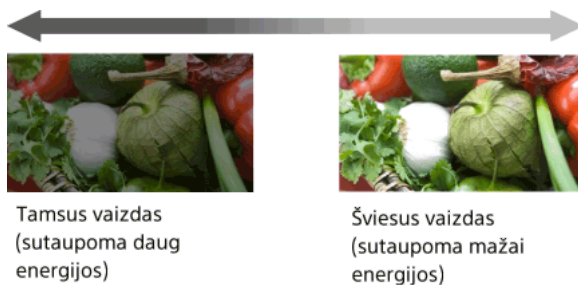 Tamsus vaizdas
(sutaupoma daug
energijos)
Šviesus vaizdas
(sutaupoma mažai
energijos)